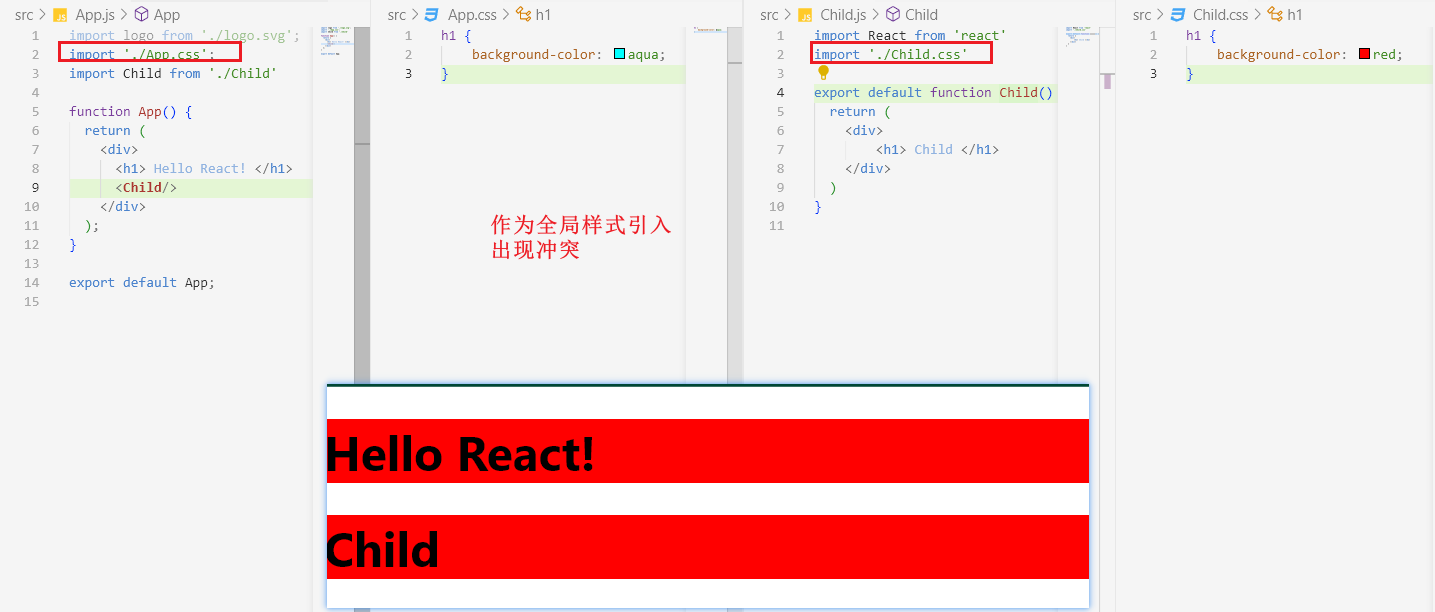 src > App.js > App
1 import logo from './logo.svg';
2 import './App.css';
3 import Child from './Child'
4
5 function App() {
6 return (
7 <div>
8 <h1> Hello React! </h1>
9 <Child/>
10 </div>
11 );
12 }
13
14 export default App;
15
src > App.css > h1
1 h1 {
2 background-color: aqua;
3 }
作为全局样式引入
出现冲突
src > Child.js > Child
1 import React from 'react'
2 import './Child.css'
3
4 export default function Child()
5 return (
6 <div>
7 <h1> Child </h1>
8 </div>
9 )
10 }
11
src > Child.css > h1
1 h1 {
2 background-color: red;
3 }
Hello React!
Child